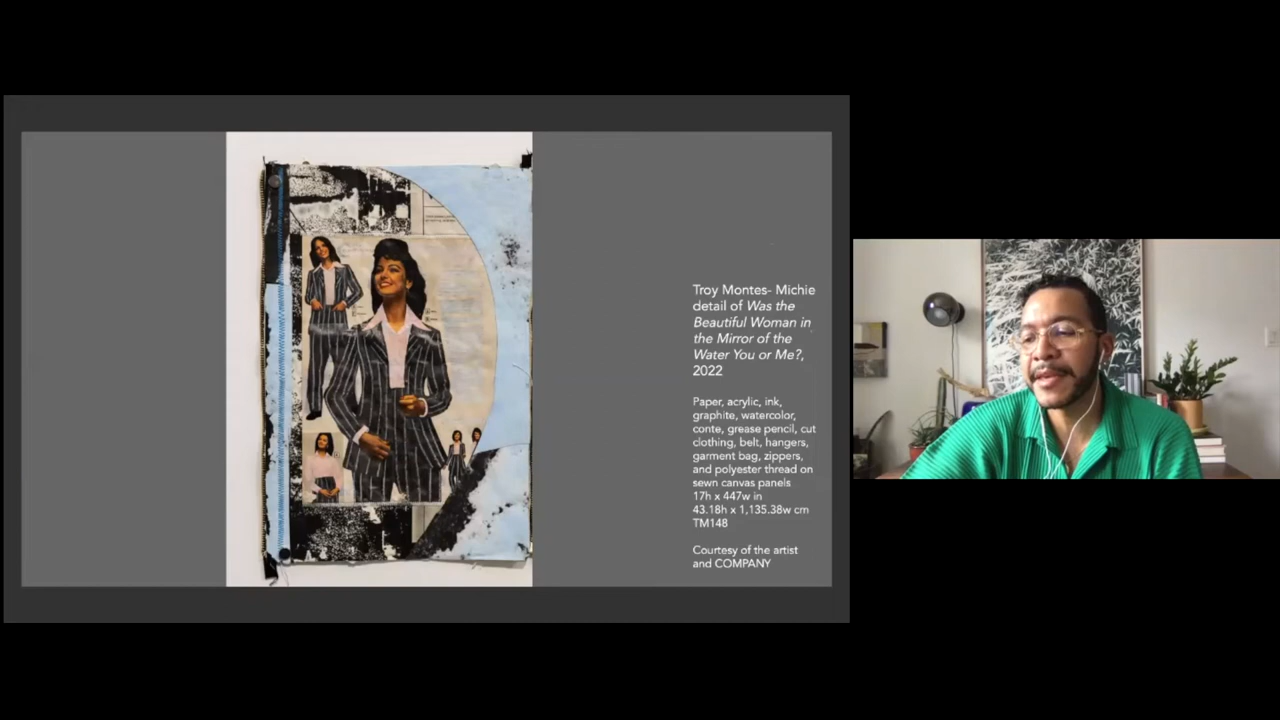 Troy Montes- Michie
detail of Was the
Beautiful Woman in
the Mirror of the
Water You or Me?,
2022
Paper, acrylic, ink,
graphite, watercolor,
conte, grease pencil, cut
clothing, belt, hangers,
garment bag, zippers,
and polyester thread on
sewn canvas panels
17h x 447w in
43.18h x 1,135.38w cm
TM148
Courtesy of the artist
and COMPANY